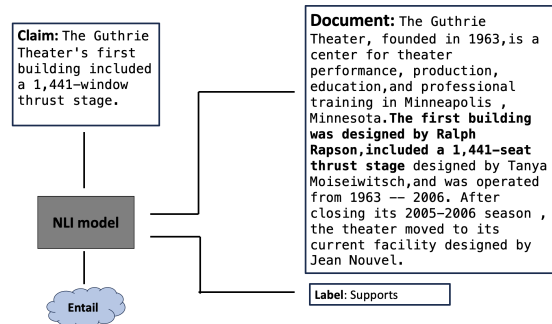 Claim: The Guthrie
Theater's first
building included
a 1,441-window
thrust stage.
NLI model
Entail
Document: The Guthrie
Theater, founded in 1963,is a
center for theater
performance, production,
education,and professional
training in Minneapolis ,
Minnesota.The first building
was designed by Ralph
Rapson,included a 1,441-seat
thrust stage designed by Tanya
Moiseiwitsch,and was operated
from 1963 -- 2006. After
closing its 2005-2006 season ,
the theater moved to its
current facility designed by
Jean Nouvel.
Label: Supports